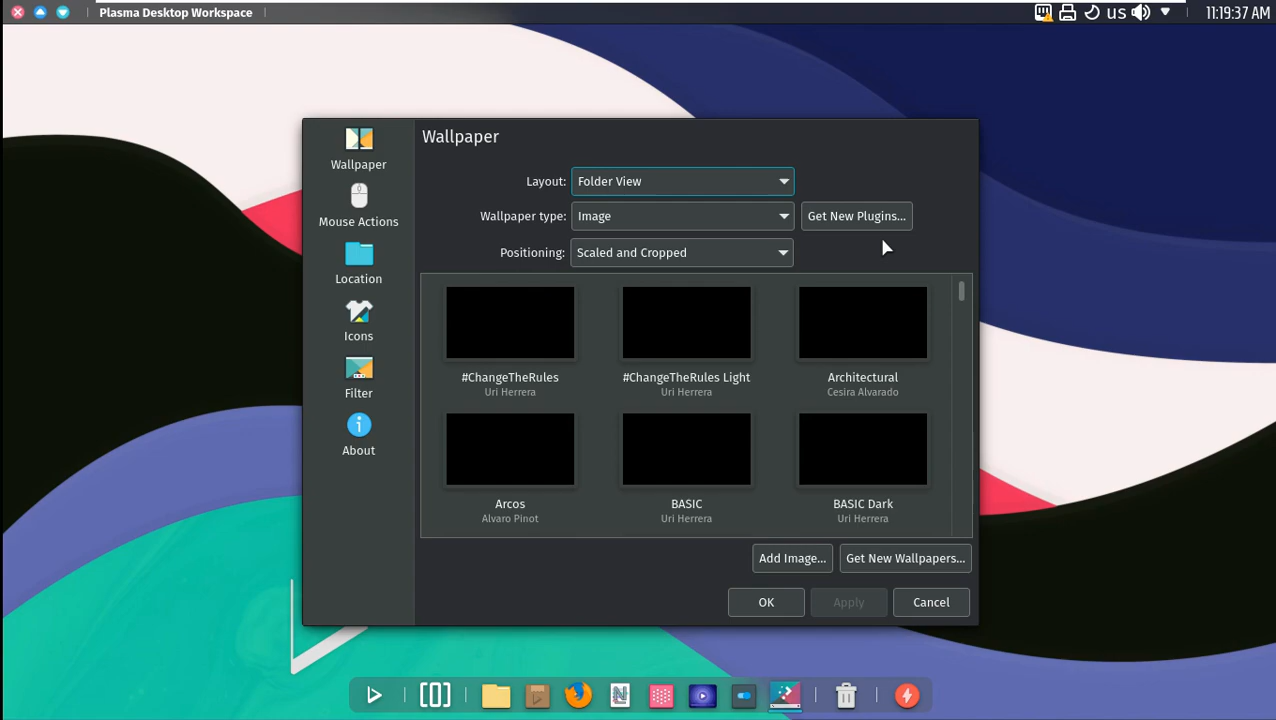 Plasma Desktop Workspace
us
11:19:37 AM
Wallpaper
Mouse Actions
Location
Icons
Filter
About
Wallpaper
Layout: Folder View
Wallpaper type: Image Get New Plugins...
Positioning: Scaled and Cropped
#ChangeTheRules #ChangeTheRules Light Architectural
Uri Herrera Uri Herrera Cesira Alvarado
Arcos BASIC BASIC Dark
Alvaro Pinot Uri Herrera Uri Herrera
Add Image... Get New Wallpapers...
OK Apply Cancel